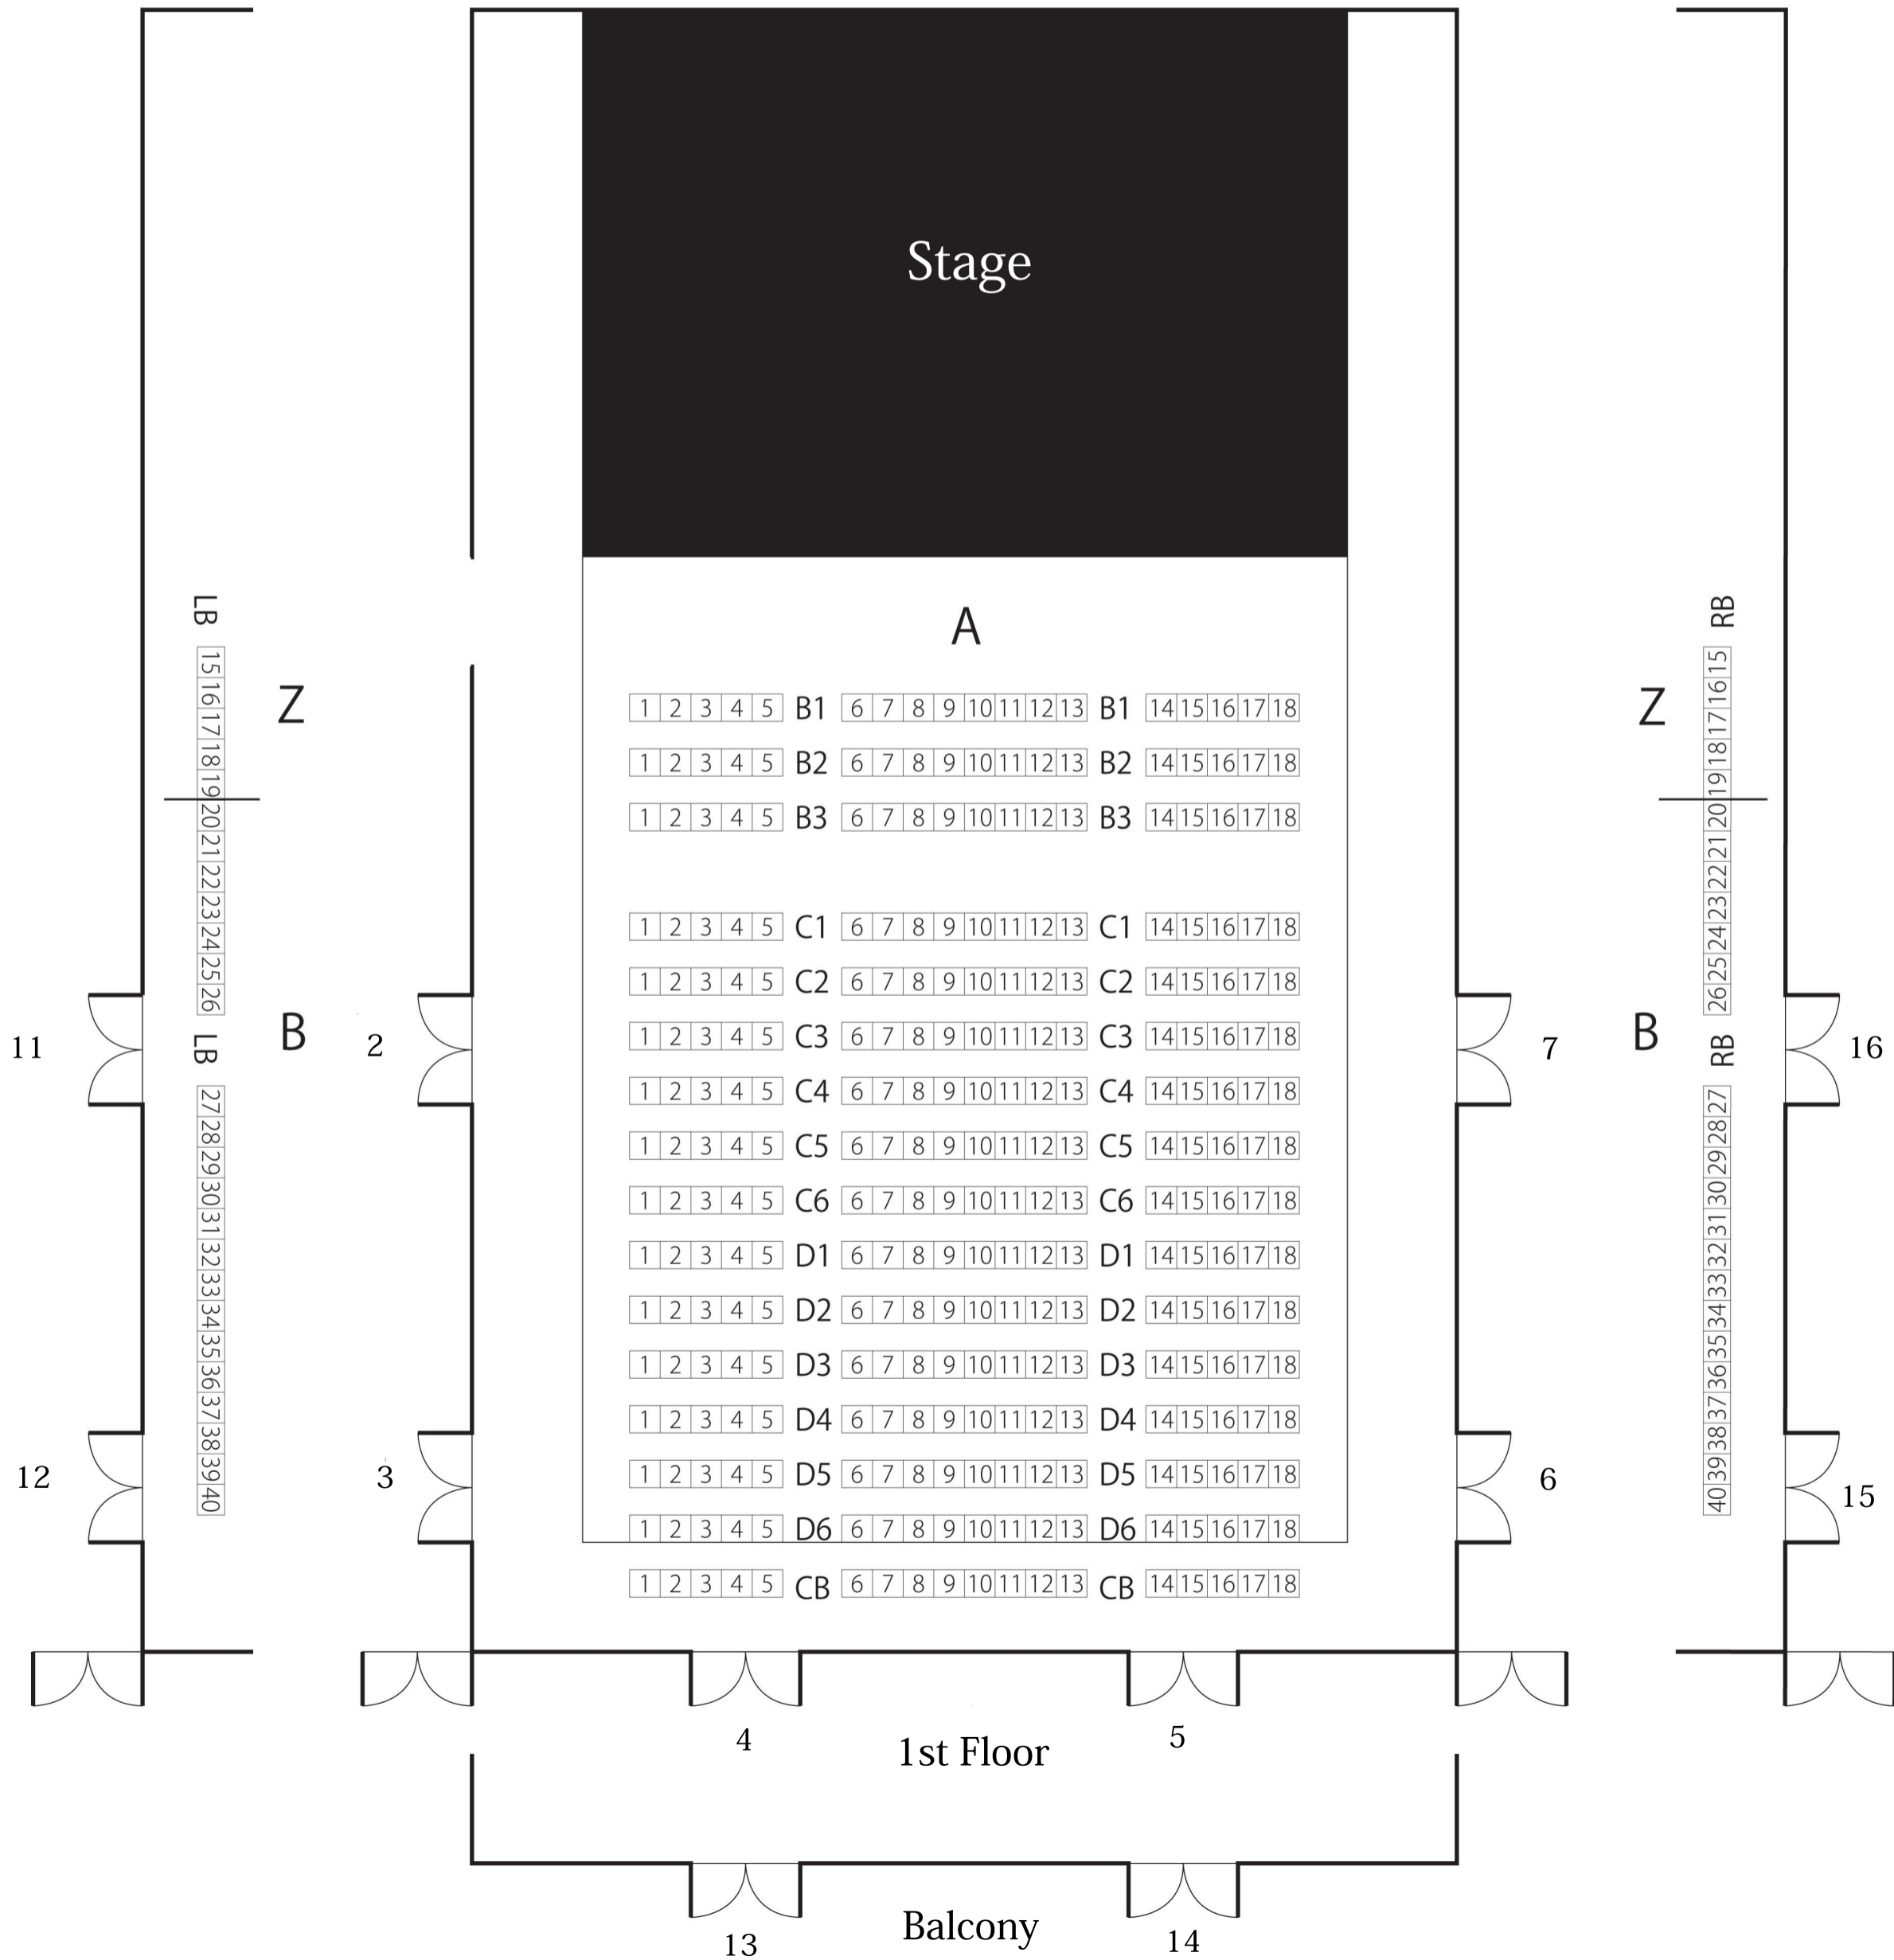 Stage
A
1 2 3 4 5 B1 6 7 8 9 10 11 12 13 B1 14 15 16 17 18
1 2 3 4 5 B2 6 7 8 9 10 11 12 13 B2 14 15 16 17 18
1 2 3 4 5 B3 6 7 8 9 10 11 12 13 B3 14 15 16 17 18
1 2 3 4 5 C1 6 7 8 9 10 11 12 13 C1 14 15 16 17 18
1 2 3 4 5 C2 6 7 8 9 10 11 12 13 C2 14 15 16 17 18
1 2 3 4 5 C3 6 7 8 9 10 11 12 13 C3 14 15 16 17 18
1 2 3 4 5 C4 6 7 8 9 10 11 12 13 C4 14 15 16 17 18
1 2 3 4 5 C5 6 7 8 9 10 11 12 13 C5 14 15 16 17 18
1 2 3 4 5 C6 6 7 8 9 10 11 12 13 C6 14 15 16 17 18
1 2 3 4 5 D1 6 7 8 9 10 11 12 13 D1 14 15 16 17 18
1 2 3 4 5 D2 6 7 8 9 10 11 12 13 D2 14 15 16 17 18
1 2 3 4 5 D3 6 7 8 9 10 11 12 13 D3 14 15 16 17 18
1 2 3 4 5 D4 6 7 8 9 10 11 12 13 D4 14 15 16 17 18
1 2 3 4 5 D5 6 7 8 9 10 11 12 13 D5 14 15 16 17 18
1 2 3 4 5 D6 6 7 8 9 10 11 12 13 D6 14 15 16 17 18
1 2 3 4 5 CB 6 7 8 9 10 11 12 13 CB 14 15 16 17 18
LB 15 16 17 18 19 20 21 22 23 24 25 26 LB 27 28 29 30 31 32 33 34 35 36 37 38 39 40
Z
B
11
12
2
3
40 39 38 37 36 35 34 33 32 31 30 29 28 27 RB 26 25 24 23 22 21 20 19 18 17 16 15 RB
Z
B
7
6
16
15
4
5
1st Floor
13
14
Balcony